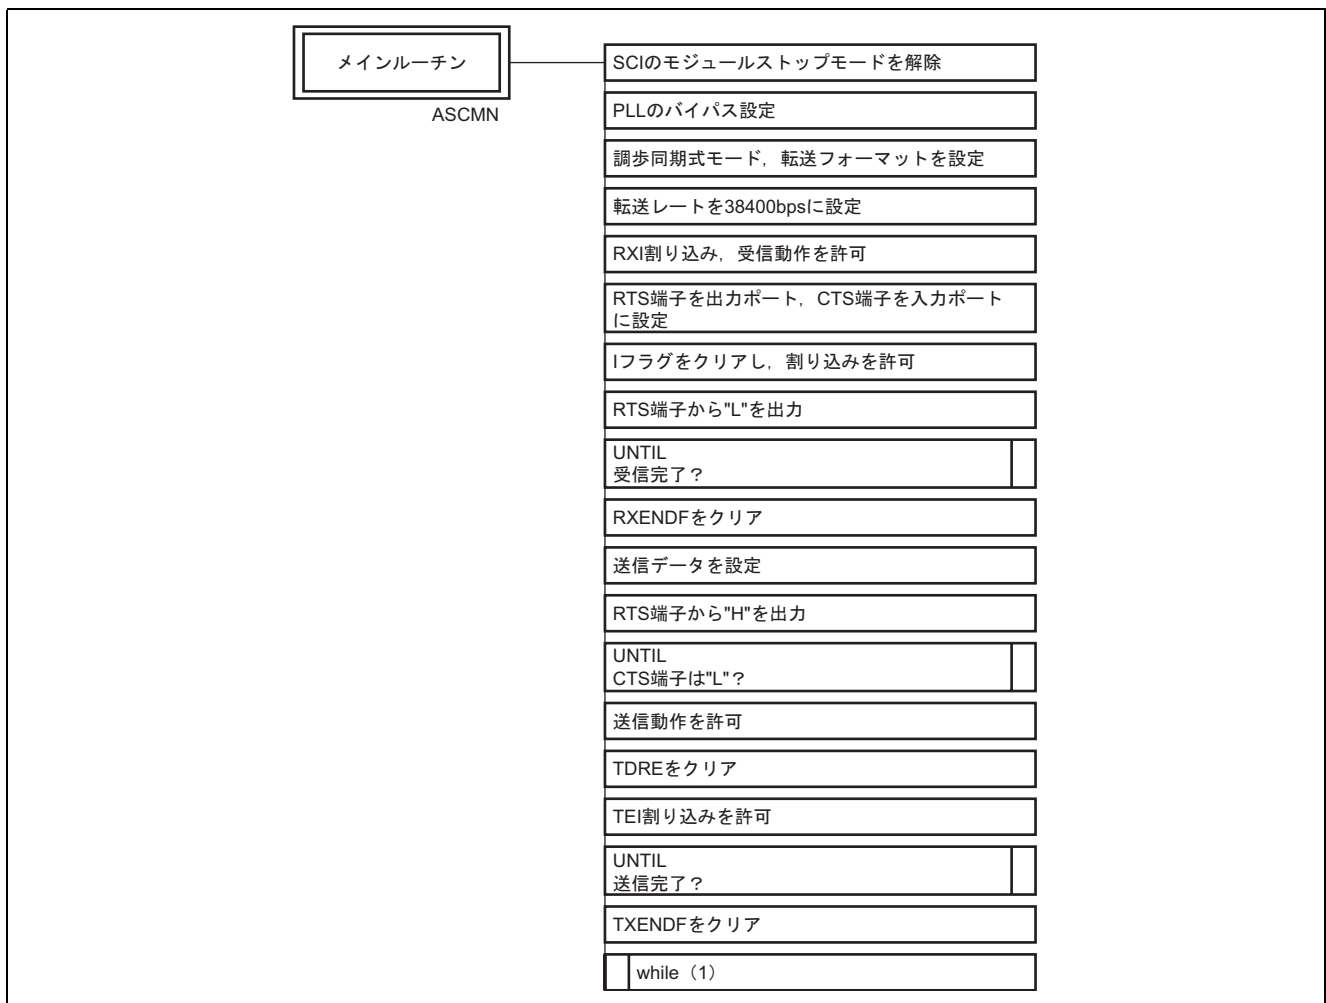 メインルーチン
ASCMN
SCIのモジュールストップモードを解除
PLLのバイパス設定
調歩同期式モード，転送フォーマットを設定
転送レートを38400bpsに設定
RXI割り込み，受信動作を許可
RTS端子を出力ポート，CTS端子を入力ポート
に設定
Iフラグをクリアし，割り込みを許可
RTS端子から"L"を出力
UNTIL
受信完了？
RXENDFをクリア
送信データを設定
RTS端子から"H"を出力
UNTIL
CTS端子は"L"？
送信動作を許可
TDREをクリア
TEI割り込みを許可
UNTIL
送信完了？
TXENDFをクリア
while（1）